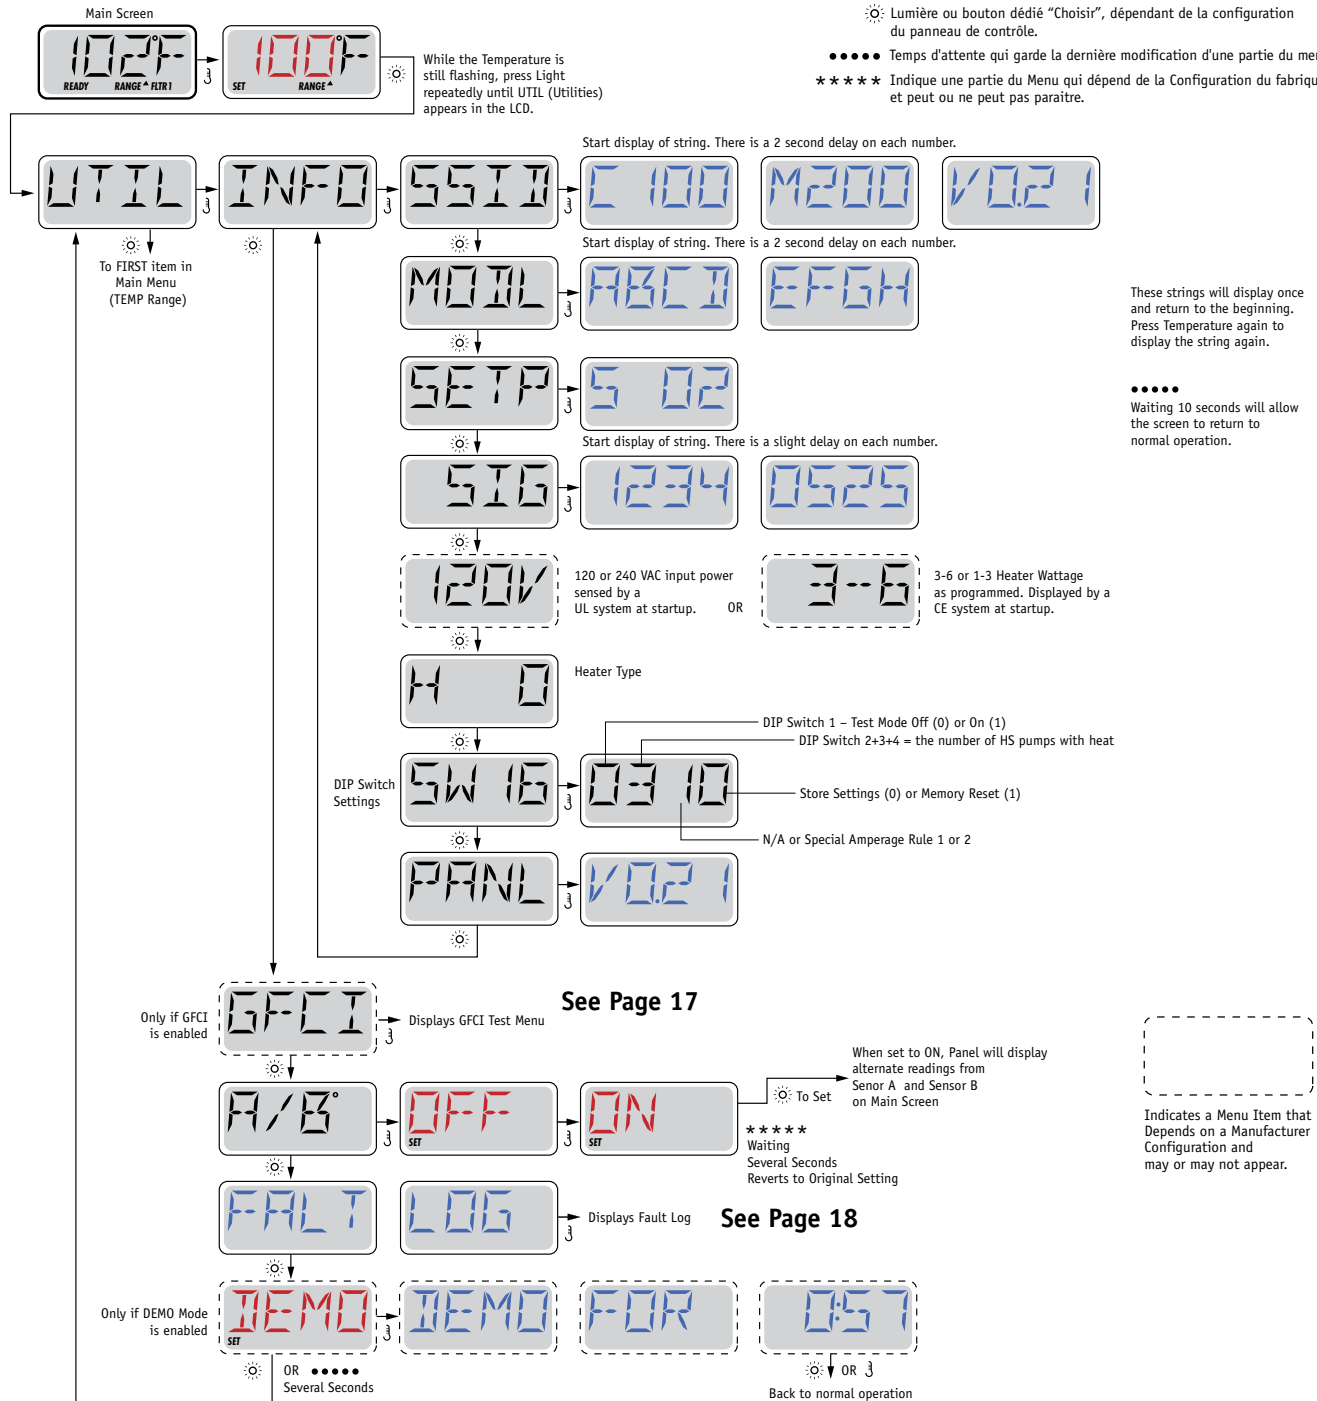 Main Screen
102°F
READY RANGE FLTR1
100°F
SET RANGE
While the Temperature is
still flashing, press Light
repeatedly until UTIL (Utilities)
appears in the LCD.
Lumière ou bouton dédié “Choisir”, dépendant de la configuration
du panneau de contrôle.
Temps d'attente qui garde la dernière modification d'une partie du
***** Indique une partie du Menu qui dépend de la Configuration du
et peut ou ne peut pas paraitre.
Start display of string. There is a 2 second delay on each number.
UTIL INFO SSID C100 M200 V0.21
To FIRST item in
Main Menu
(TEMP Range)
Start display of string. There is a 2 second delay on each number.
MODL ABCD EFGH
These strings will display once
and return to the beginning.
Press Temperature again to
display the string again.
SETP S 02
•••••
Waiting 10 seconds will allow
the screen to return to
normal operation.
Start display of string. There is a slight delay on each number.
SIG 1234 0525
120V
120 or 240 VAC input power
sensed by a
UL system at startup.
OR
3-6
3-6 or 1-3 Heater Wattage
as programmed. Displayed by a
CE system at startup.
H 0
Heater Type
DIP Switch 1 – Test Mode Off (0) or On (1)
DIP Switch 2+3+4 = the number of HS pumps with heat
DIP Switch
Settings
SW16 0310
Store Settings (0) or Memory Reset (1)
N/A or Special Amperage Rule 1 or 2
PANL V0.21
Only if GFCI
is enabled
GFCI
Displays GFCI Test Menu
See Page 17
A/B°
OFF
SET
ON
SET
To Set
When set to ON, Panel will display
alternate readings from
Senor A and Sensor B
on Main Screen
*****
Waiting
Several Seconds
Reverts to Original Setting
Indicates a Menu Item that
Depends on a Manufacturer
Configuration and
may or may not appear.
FALT LOG
Displays Fault Log
See Page 18
Only if DEMO Mode
is enabled
DEMO
SET
DEMO FOR 0:57
OR •••••
Several Seconds
OR
Back to normal operation